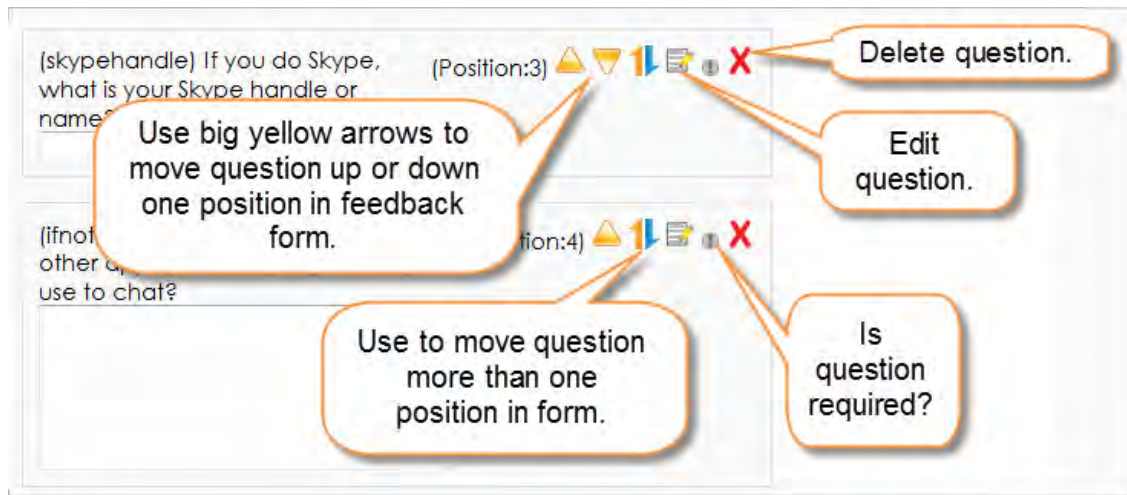 (skypehandle) If you do Skype,
what is your Skype handle or
name?
(Position:3)
Delete question.
Use big yellow arrows to
move question up or down
one position in feedback
form.
Edit
question.
(ifnot
other
use to chat?
tion:4)
Use to move question
more than one
position in form.
Is
question
required?